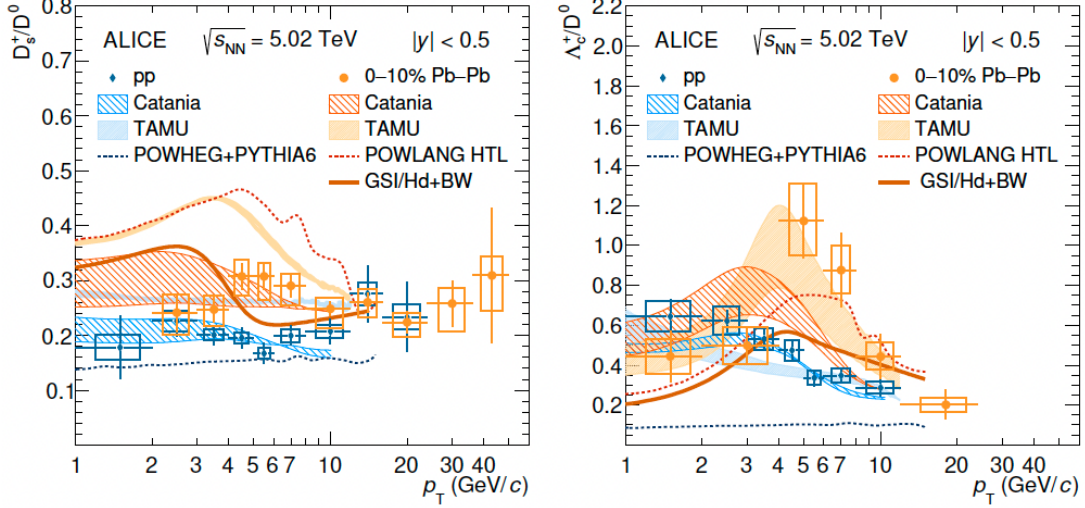 D_s^+/D^0
0.8
0.7
0.6
0.5
0.4
0.3
0.2
0.1
ALICE √s_NN = 5.02 TeV |y| < 0.5
pp 0–10% Pb–Pb
Catania Catania
TAMU TAMU
POWHEG+PYTHIA6 POWLANG HTL
GSI/Hd+BW
1 2 3 4 5 6 7 10 20 30 40
p_T (GeV/c)
Λ_c^+/D^0
2.2
2.0
1.8
1.6
1.4
1.2
1.0
0.8
0.6
0.4
0.2
ALICE √s_NN = 5.02 TeV |y| < 0.5
pp 0–10% Pb–Pb
Catania Catania
TAMU TAMU
POWHEG+PYTHIA6 POWLANG HTL
GSI/Hd+BW
1 2 3 4 5 6 7 10 20 30 40
p_T (GeV/c)